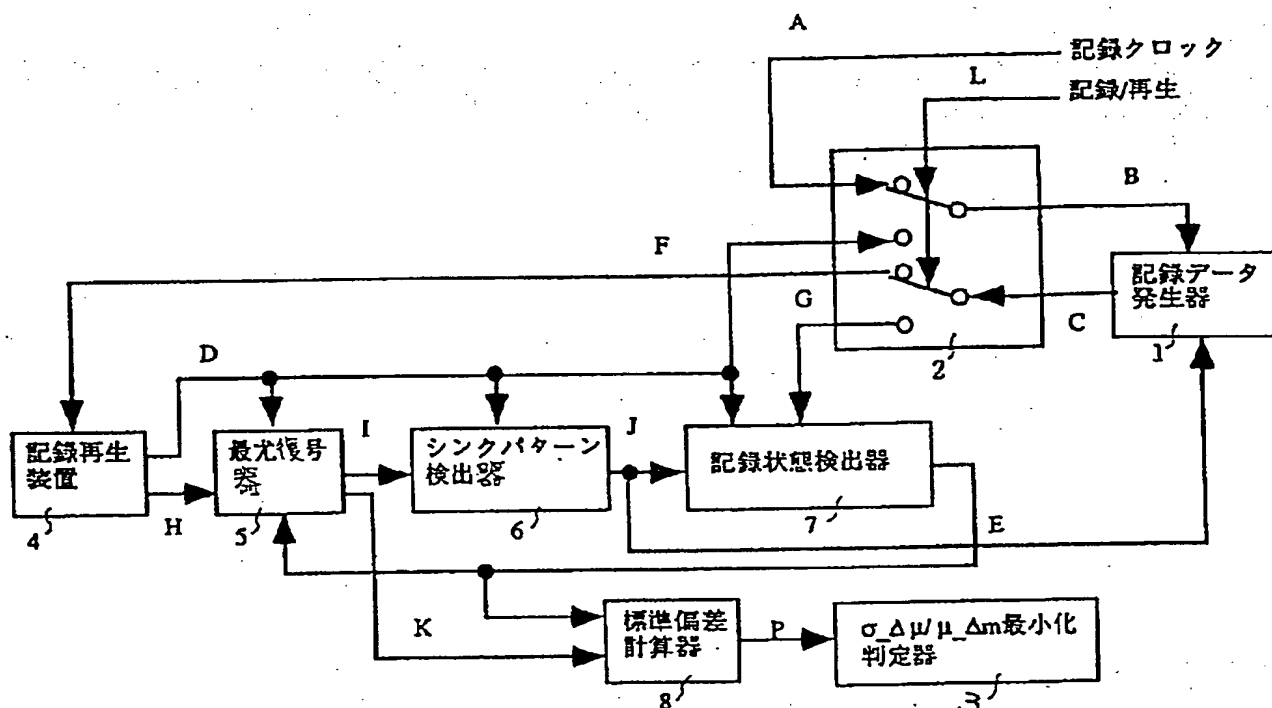 A
記録クロック
L
記録/再生
B
F
記録データ
発生器
G
C
1
2
D
I
J
記録再生
装置
最尤復号
器
シンクパターン
検出器
記録状態検出器
H
E
4
5
6
7
K
標準偏差
計算器
P
σ_Δμ/μ_Δm最小化
判定器
8
3